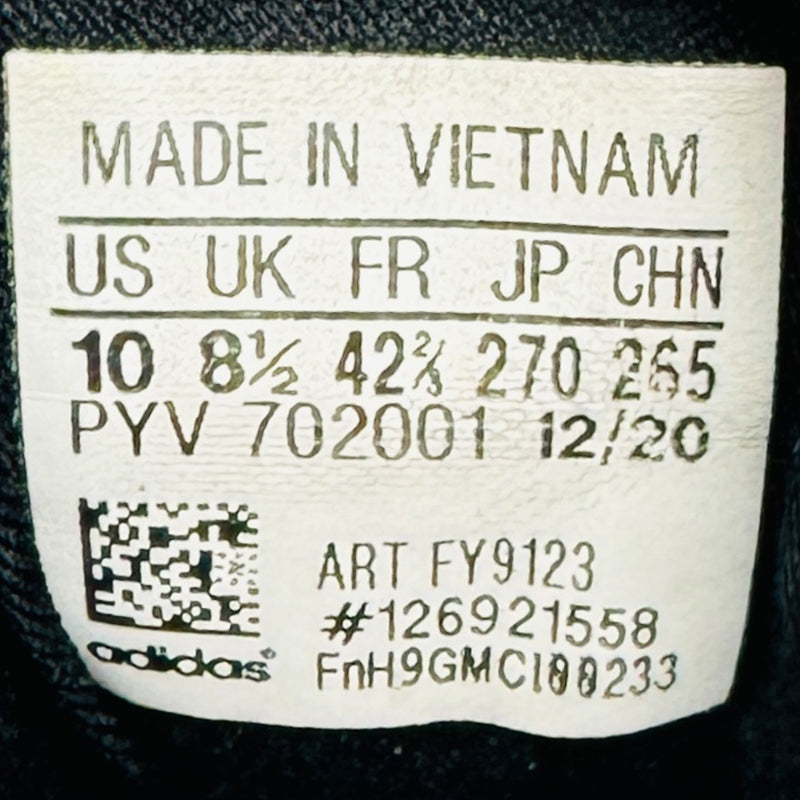 MADE IN VIETNAM
US UK FR JP CHN
10 8½ 42⅔ 270 265
PYV 702001 12/20
ART FY9123
#126921558
adidas®